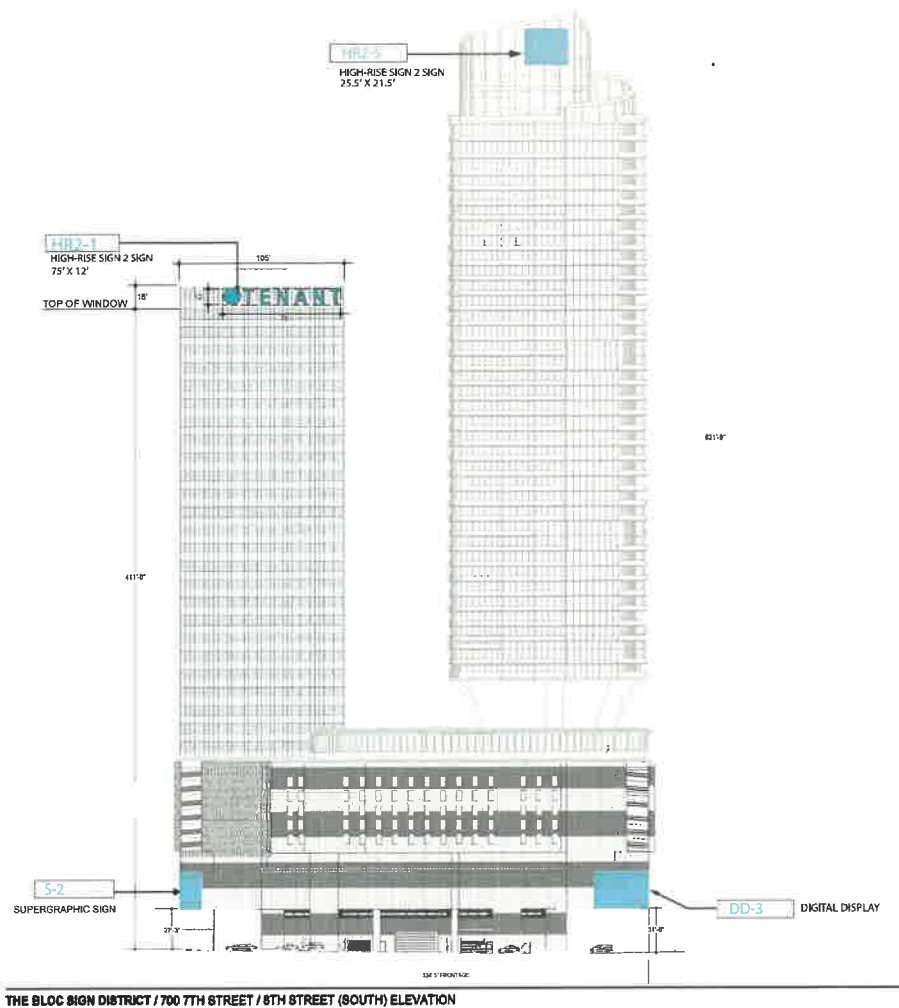 HR2-5
HIGH-RISE SIGN 2 SIGN
25.5' X 21.5'
HR2-1
HIGH-RISE SIGN 2 SIGN
75' X 12'
105'
TOP OF WINDOW
TENANT
S-2
SUPERGRAPHIC SIGN
DD-3
DIGITAL DISPLAY
THE BLOC SIGN DISTRICT / 700 7TH STREET / 8TH STREET (SOUTH) ELEVATION